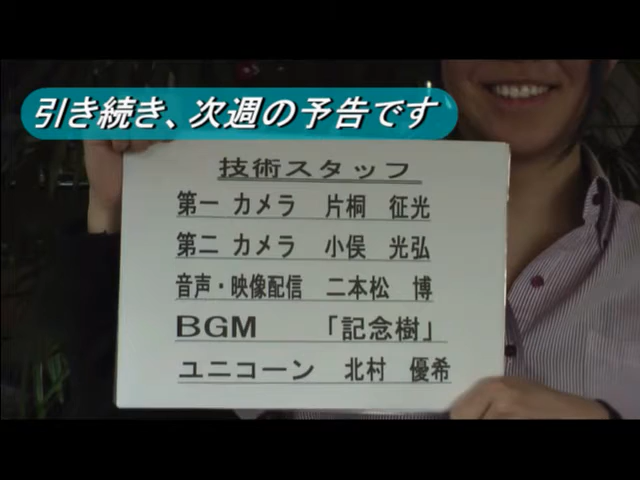 引き続き、次週の予告です
技術スタッフ
第一 カメラ 片桐 征光
第二 カメラ 小俣 光弘
音声・映像配信 二本松 博
BGM 「記念樹」
ユニコーン 北村 優希